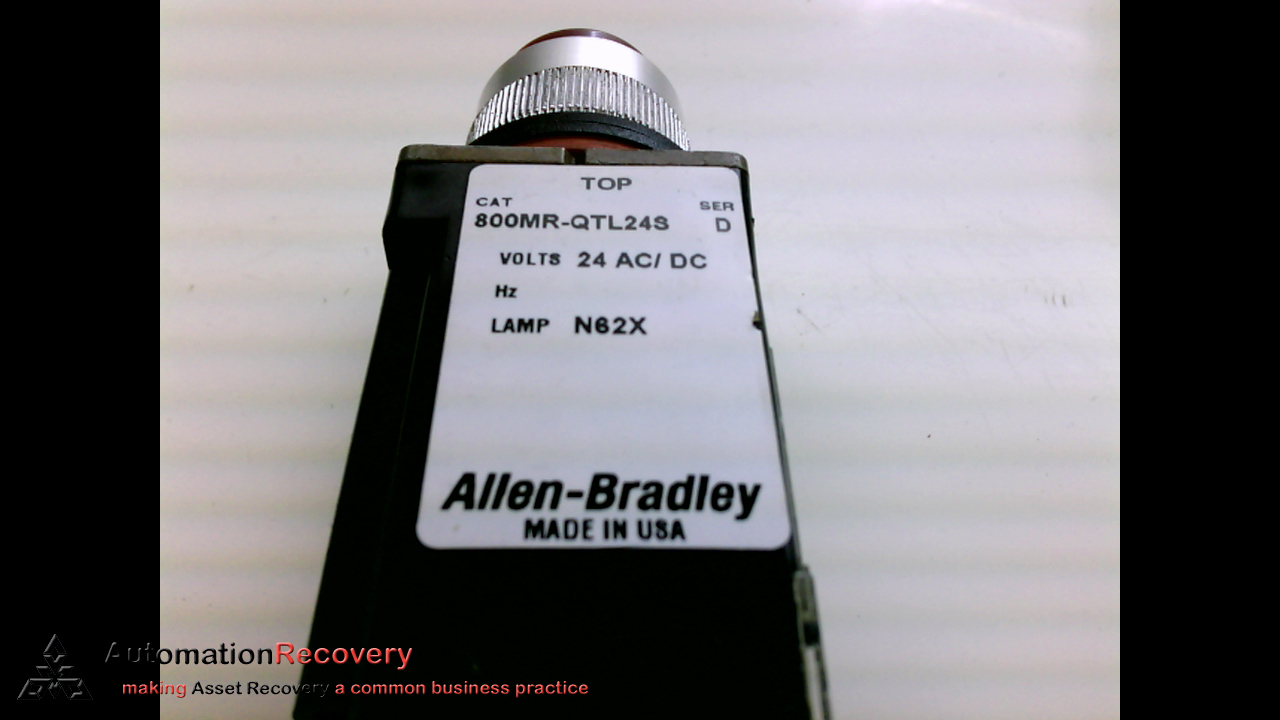 TOP
CAT SER
800MR-QTL24S D
VOLTS 24 AC/ DC
Hz
LAMP N62X
Allen-Bradley
MADE IN USA
AutomationRecovery
making Asset Recovery a common business practice